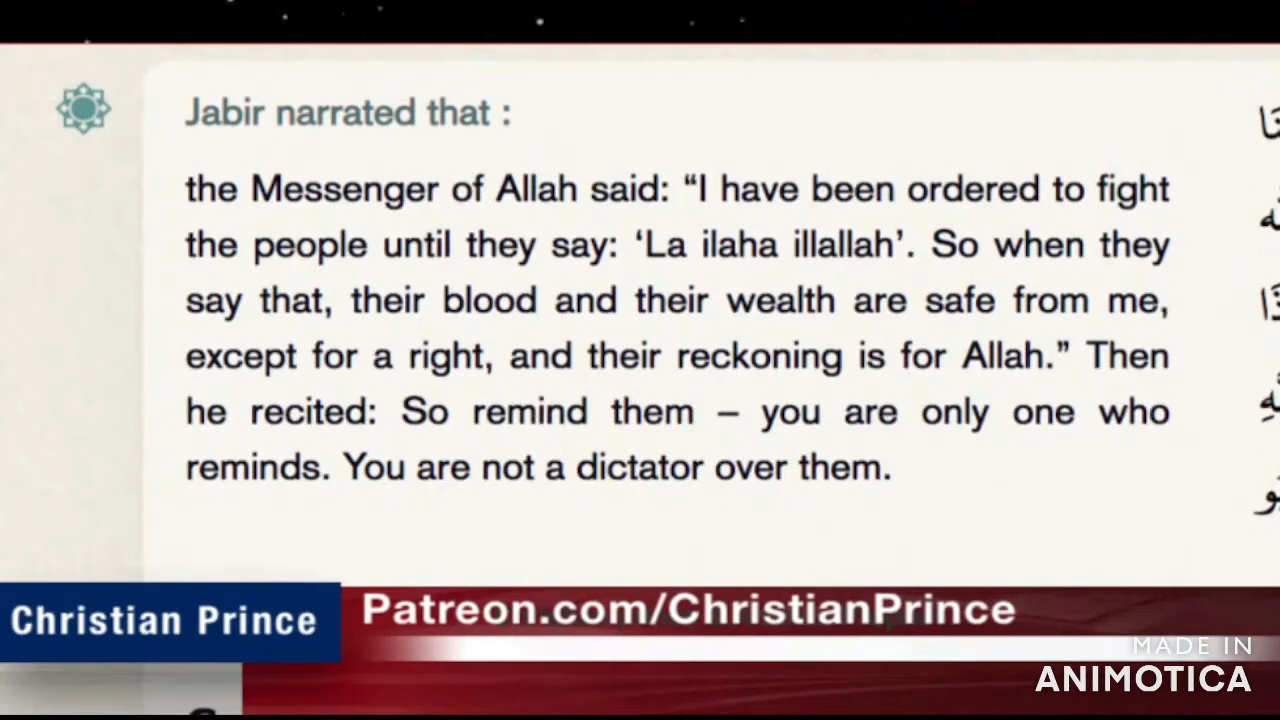 Jabir narrated that :
the Messenger of Allah said: “I have been ordered to fight
the people until they say: ‘La ilaha illallah’. So when they
say that, their blood and their wealth are safe from me,
except for a right, and their reckoning is for Allah.” Then
he recited: So remind them – you are only one who
reminds. You are not a dictator over them.
Christian Prince
Patreon.com/ChristianPrince
MADE IN
ANIMOTICA